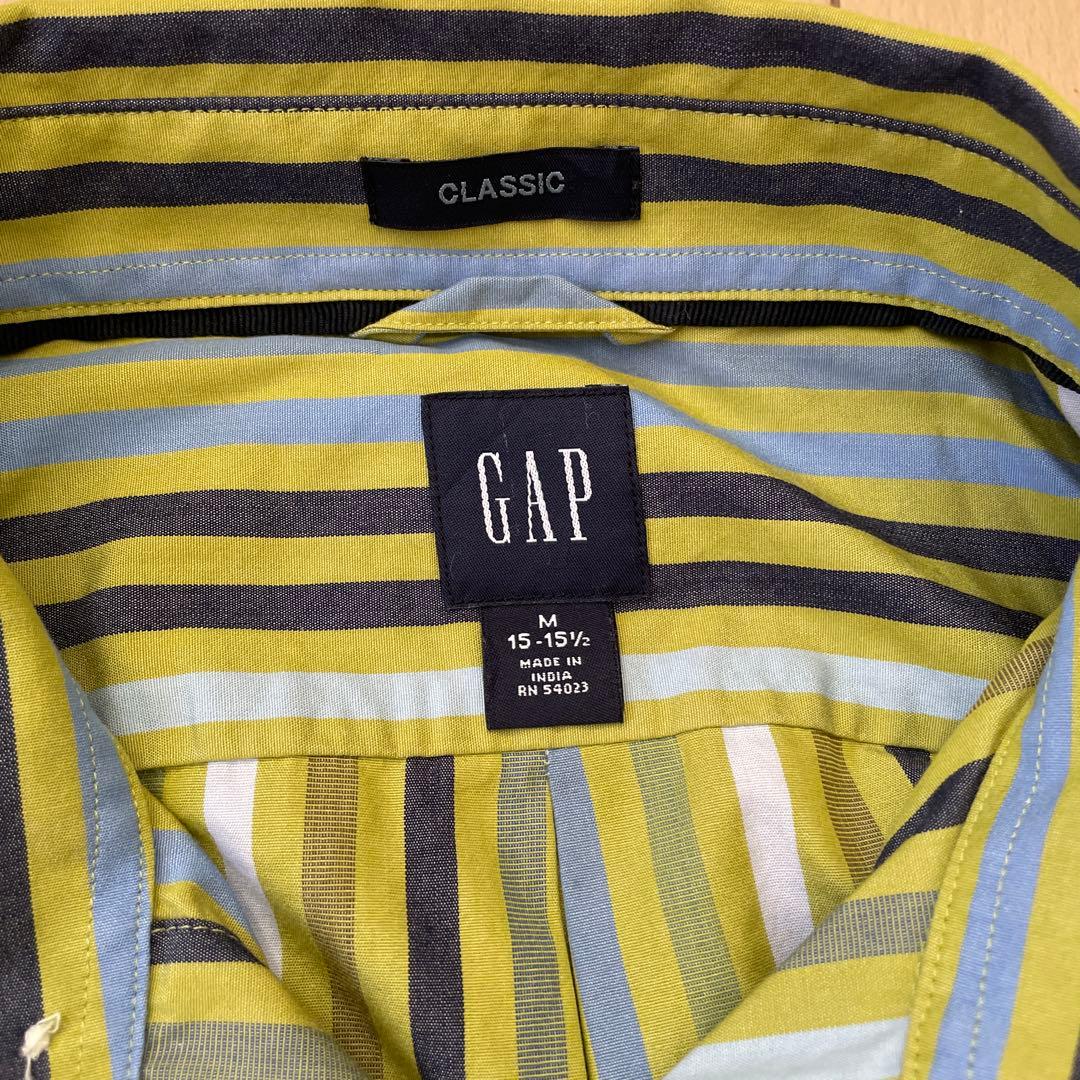 CLASSIC
GAP
M
15-15½
MADE IN
INDIA
RN 54023